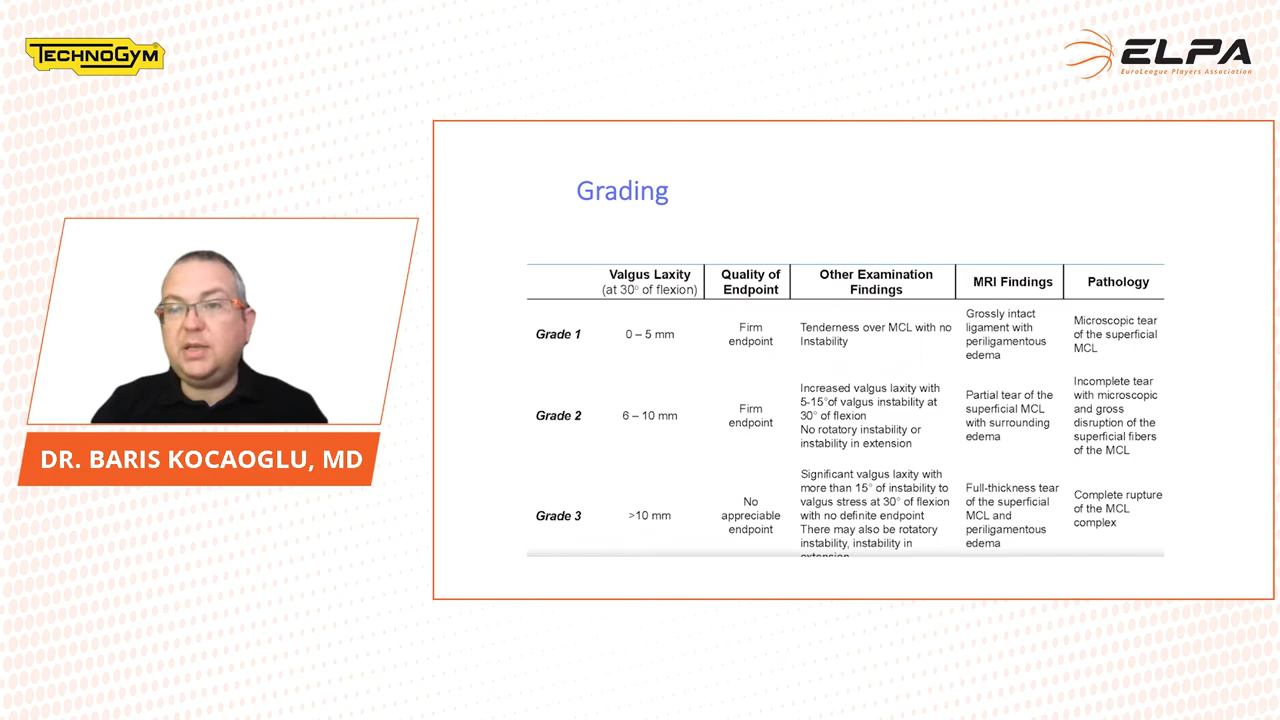 TECHNOGYM
ELPA
EuroLeague Players Association
Grading
Valgus Laxity
(at 30° of flexion)
Quality of
Endpoint
Other Examination
Findings
MRI Findings
Pathology
Grade 1
0 – 5 mm
Firm
endpoint
Tenderness over MCL with no
Instability
Grossly intact
ligament with
periligamentous
edema
Microscopic tear
of the superficial
MCL
Grade 2
6 – 10 mm
Firm
endpoint
Increased valgus laxity with
5-15°of valgus instability at
30° of flexion
No rotatory instability or
instability in extension
Partial tear of the
superficial MCL
with surrounding
edema
Incomplete tear
with microscopic
and gross
disruption of the
superficial fibers
of the MCL
Grade 3
>10 mm
No
appreciable
endpoint
Significant valgus laxity with
more than 15° of instability to
valgus stress at 30° of flexion
with no definite endpoint
There may also be rotatory
instability, instability in
extension
Full-thickness tear
of the superficial
MCL and
periligamentous
edema
Complete rupture
of the MCL
complex
DR. BARIS KOCAOGLU, MD